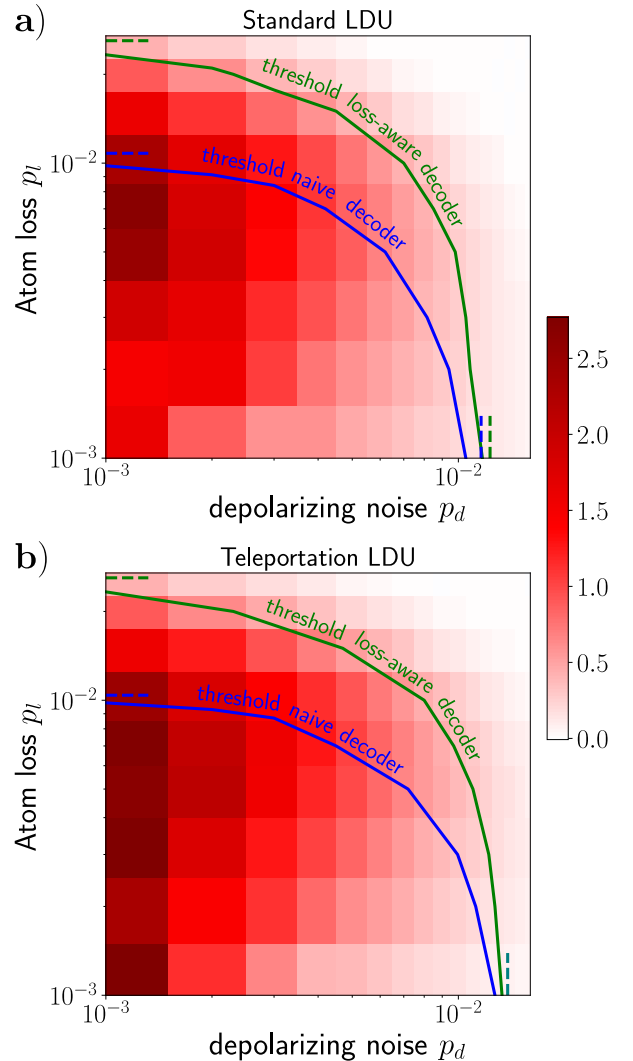 a)
Standard LDU
threshold loss-aware decoder
threshold naive decoder
Atom loss p_l
10^{-2}
10^{-3}
10^{-3}
10^{-2}
depolarizing noise p_d
2.5
2.0
1.5
1.0
0.5
0.0
b)
Teleportation LDU
threshold loss-aware decoder
threshold naive decoder
Atom loss p_l
10^{-2}
10^{-3}
10^{-3}
10^{-2}
depolarizing noise p_d